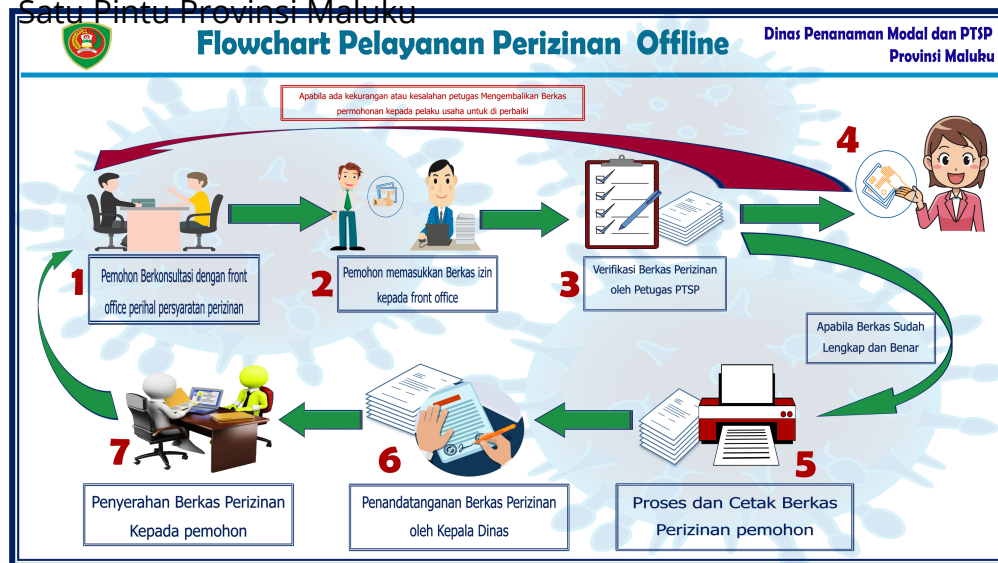 Satu Pintu Provinsi Maluku
Flowchart Pelayanan Perizinan Offline
Dinas Penanaman Modal dan PTSP
Provinsi Maluku
Apabila ada kekurangan atau kesalahan petugas Mengembalikan Berkas
permohonan kepada pelaku usaha untuk di perbaiki
4
1
Pemohon Berkonsultasi dengan front
office perihal persyaratan perizinan
2
Pemohon memasukkan Berkas izin
kepada front office
3
Verifikasi Berkas Perizinan
oleh Petugas PTSP
Apabila Berkas Sudah
Lengkap dan Benar
7
Penyerahan Berkas Perizinan
Kepada pemohon
6
Penandatanganan Berkas Perizinan
oleh Kepala Dinas
5
Proses dan Cetak Berkas
Perizinan pemohon